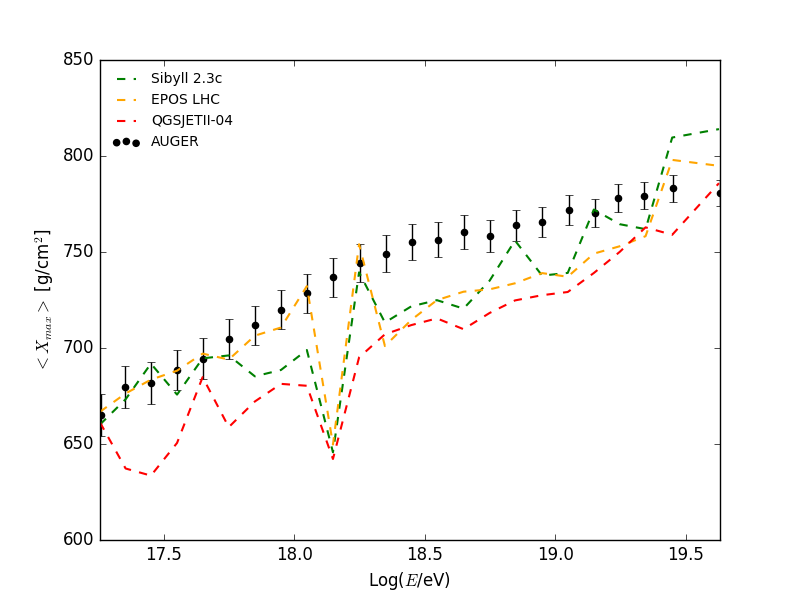 850
800
750
700
650
600
< X_max > [g/cm²]
Sibyll 2.3c
EPOS LHC
QGSJETII-04
AUGER
17.5 18.0 18.5 19.0 19.5
Log(E/eV)